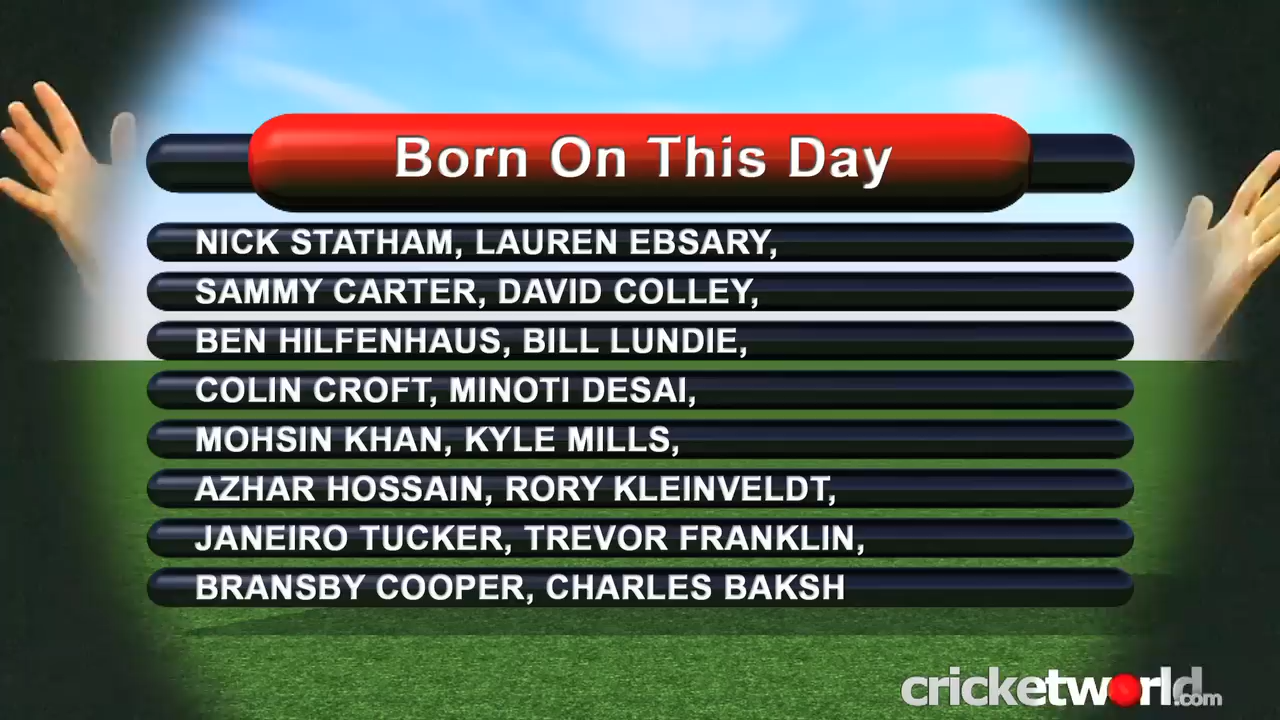 Born On This Day
NICK STATHAM, LAUREN EBSARY,
SAMMY CARTER, DAVID COLLEY,
BEN HILFENHAUS, BILL LUNDIE,
COLIN CROFT, MINOTI DESAI,
MOHSIN KHAN, KYLE MILLS,
AZHAR HOSSAIN, RORY KLEINVELDT,
JANEIRO TUCKER, TREVOR FRANKLIN,
BRANSBY COOPER, CHARLES BAKSH
cricketworld.com